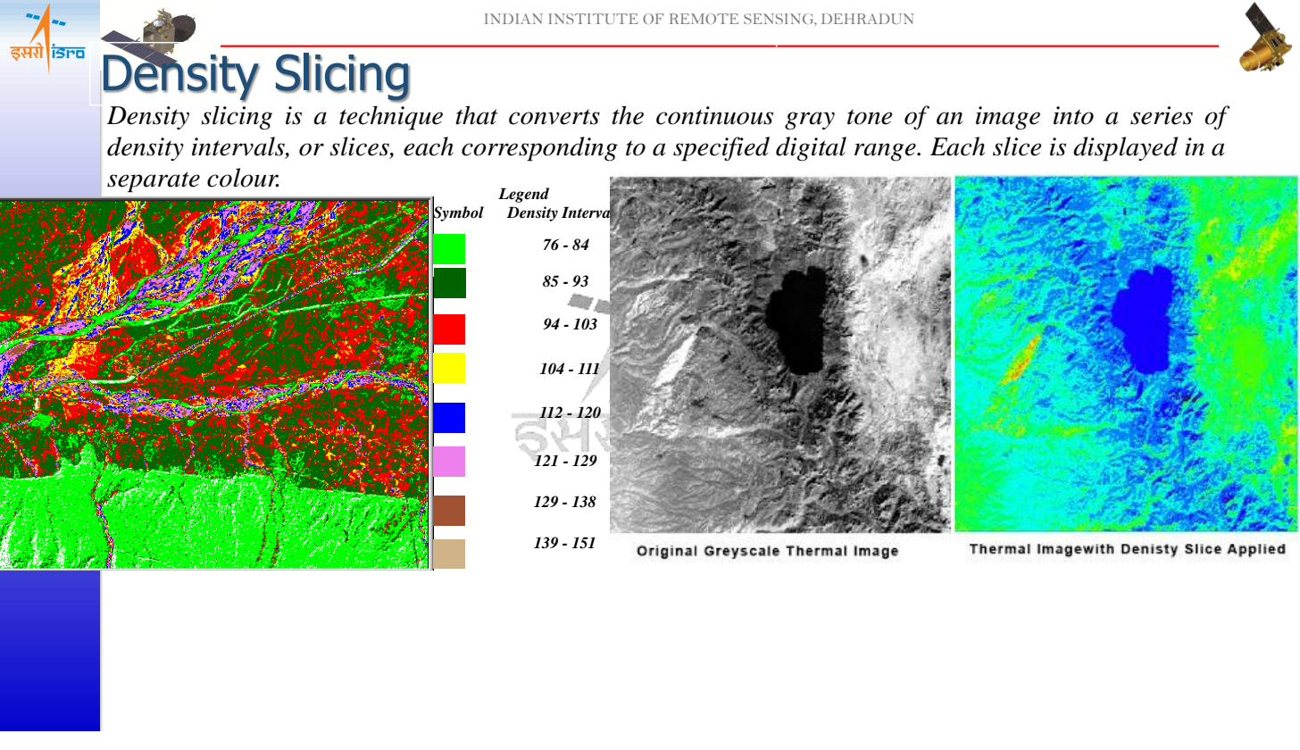 INDIAN INSTITUTE OF REMOTE SENSING, DEHRADUN
इसरो isro
Density Slicing
Density slicing is a technique that converts the continuous gray tone of an image into a series of
density intervals, or slices, each corresponding to a specified digital range. Each slice is displayed in a
separate colour.
Legend
Symbol Density Interva
76 - 84
85 - 93
94 - 103
104 - 111
112 - 120
121 - 129
129 - 138
139 - 151
Original Greyscale Thermal Image
Thermal Imagewith Denisty Slice Applied